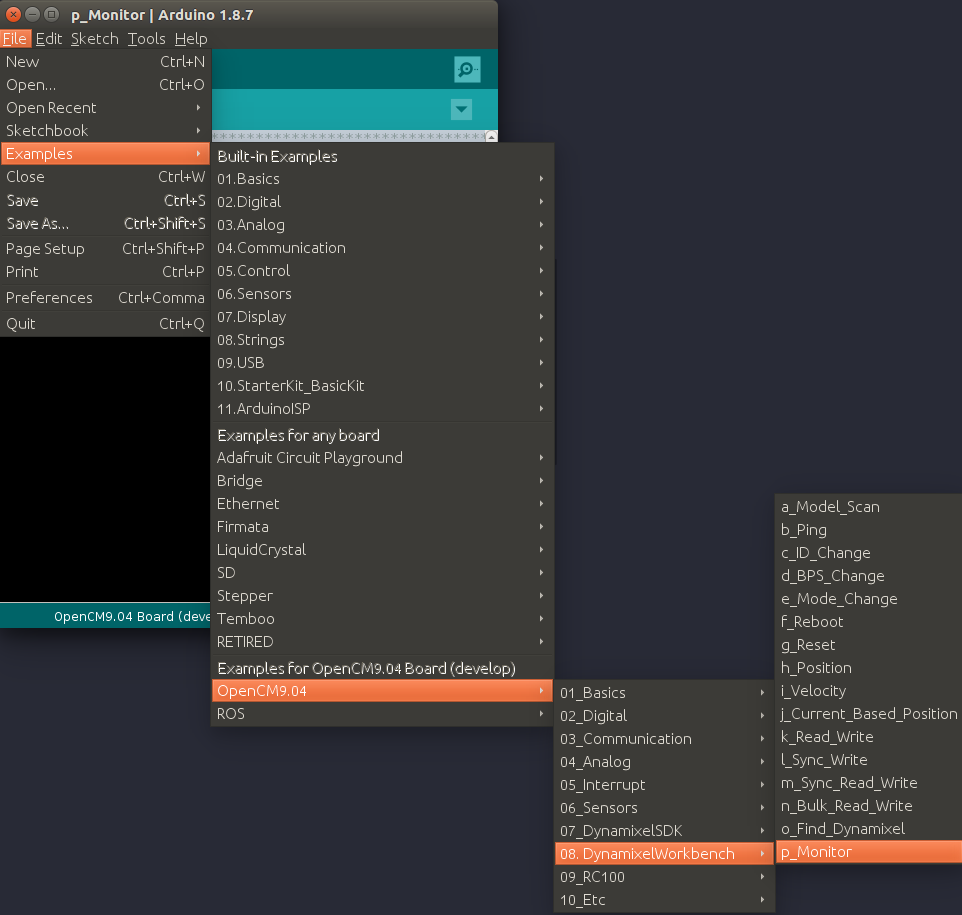 p_Monitor | Arduino 1.8.7
File Edit Sketch Tools Help
New Ctrl+N
Open... Ctrl+O
Open Recent
Sketchbook
Examples
Close Ctrl+W
Save Ctrl+S
Save As... Ctrl+Shift+S
Page Setup Ctrl+Shift+P
Print Ctrl+P
Preferences Ctrl+Comma
Quit Ctrl+Q
OpenCM9.04 Board (deve
Built-in Examples
01.Basics
02.Digital
03.Analog
04.Communication
05.Control
06.Sensors
07.Display
08.Strings
09.USB
10.StarterKit_BasicKit
11.ArduinoISP
Examples for any board
Adafruit Circuit Playground
Bridge
Ethernet
Firmata
LiquidCrystal
SD
Stepper
Temboo
RETIRED
Examples for OpenCM9.04 Board (develop)
OpenCM9.04
ROS
01_Basics
02_Digital
03_Communication
04_Analog
05_Interrupt
06_Sensors
07_DynamixelSDK
08. DynamixelWorkbench
09_RC100
10_Etc
a_Model_Scan
b_Ping
c_ID_Change
d_BPS_Change
e_Mode_Change
f_Reboot
g_Reset
h_Position
i_Velocity
j_Current_Based_Position
k_Read_Write
l_Sync_Write
m_Sync_Read_Write
n_Bulk_Read_Write
o_Find_Dynamixel
p_Monitor